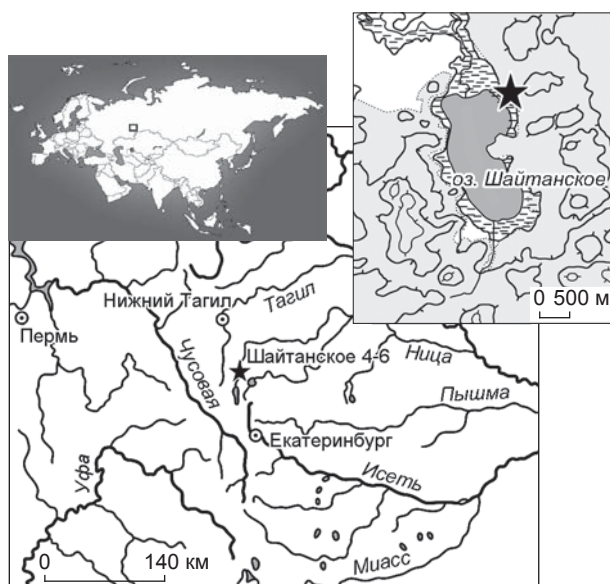 оз. Шайтанское
0 500 м
Нижний Тагил
Тагил
Пермь
Чусовая
Шайтанское 4-6
Ница
Пышма
Екатеринбург
Уфа
Исеть
Миасс
0 140 км